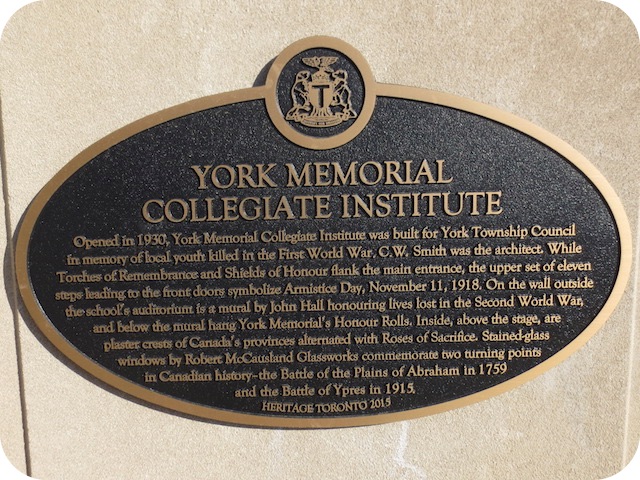 T
YORK MEMORIAL
COLLEGIATE INSTITUTE
Opened in 1930, York Memorial Collegiate Institute was built for York Township Council
in memory of local youth killed in the First World War. C.W. Smith was the architect. While
Torches of Remembrance and Shields of Honour flank the main entrance, the upper set of eleven
steps leading to the front doors symbolize Armistice Day, November 11, 1918. On the wall outside
the school's auditorium is a mural by John Hall honouring lives lost in the Second World War,
and below the mural hang York Memorial's Honour Rolls. Inside, above the stage, are
plaster crests of Canada's provinces alternated with Roses of Sacrifice. Stained-glass
windows by Robert McCausland Glassworks commemorate two turning points
in Canadian history–the Battle of the Plains of Abraham in 1759
and the Battle of Ypres in 1915.
HERITAGE TORONTO 2015